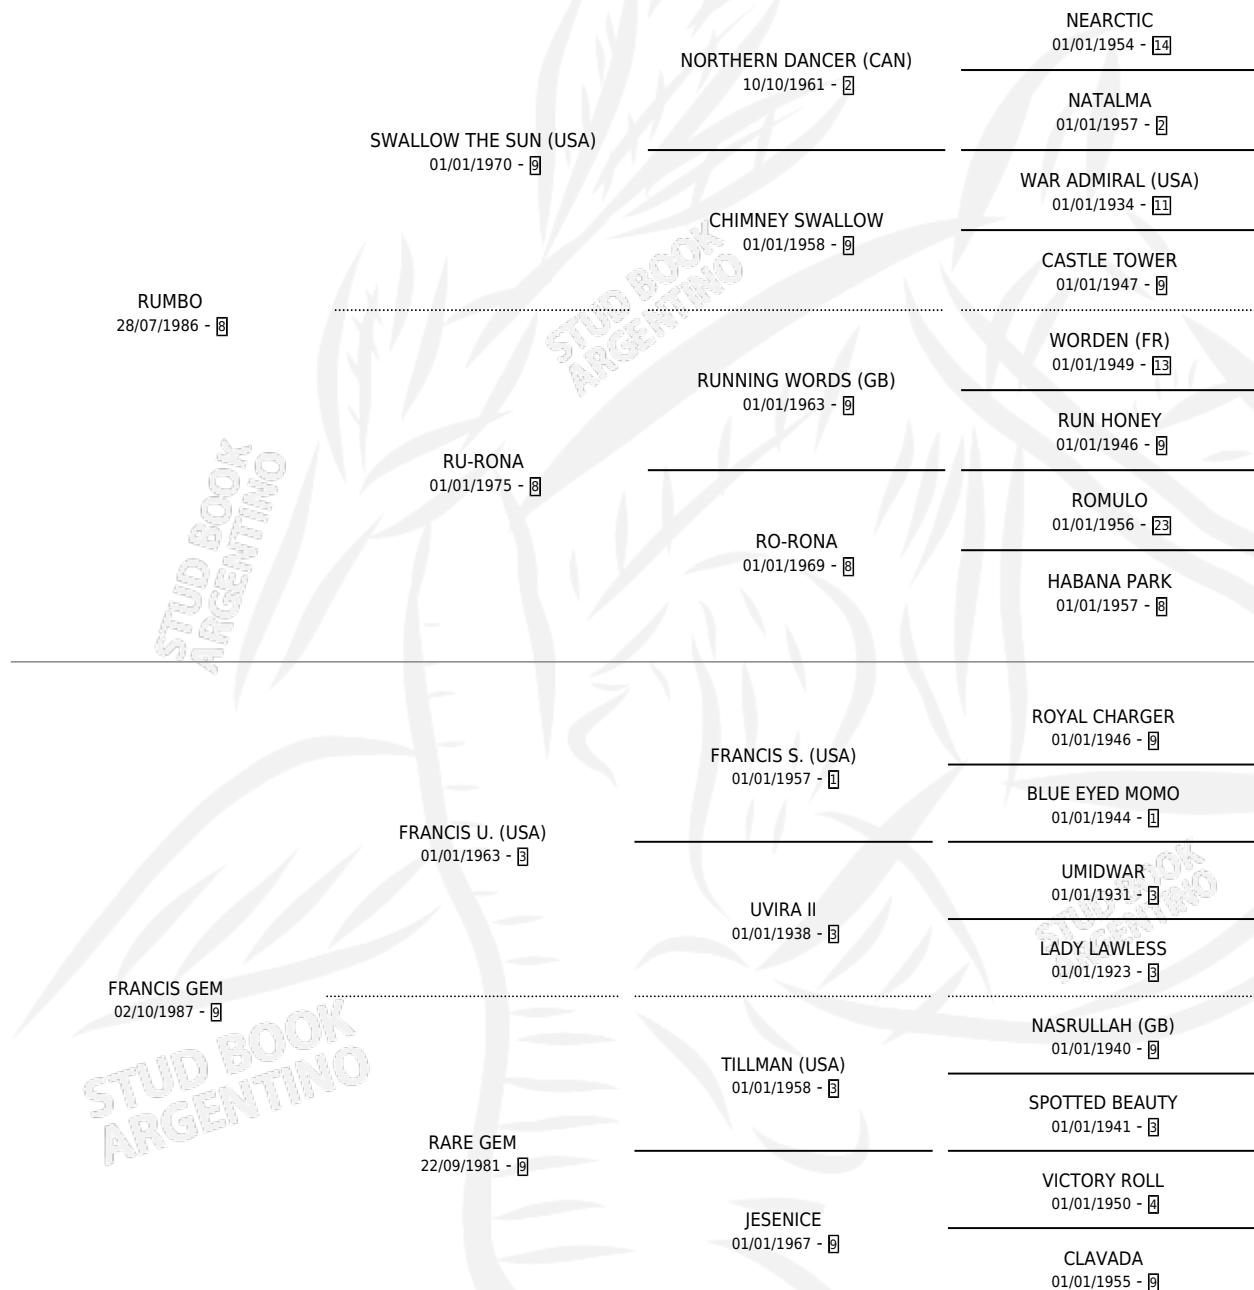 NEARCTIC
01/01/1954 - 14
NORTHERN DANCER (CAN)
10/10/1961 - 2
NATALMA
01/01/1957 - 2
SWALLOW THE SUN (USA)
01/01/1970 - 9
WAR ADMIRAL (USA)
01/01/1934 - 11
CHIMNEY SWALLOW
01/01/1958 - 9
CASTLE TOWER
01/01/1947 - 9
RUMBO
28/07/1986 - 8
STUD BOOK
ARGENTINO
WORDEN (FR)
01/01/1949 - 13
RUNNING WORDS (GB)
01/01/1963 - 9
RUN HONEY
01/01/1946 - 9
RU-RONA
01/01/1975 - 8
ROMULO
01/01/1956 - 23
RO-RONA
01/01/1969 - 8
HABANA PARK
01/01/1957 - 8
STUD BOOK
ARGENTINO
ROYAL CHARGER
01/01/1946 - 9
FRANCIS S. (USA)
01/01/1957 - 1
BLUE EYED MOMO
01/01/1944 - 1
FRANCIS U. (USA)
01/01/1963 - 3
UMIDWAR
01/01/1931 - 3
UVIRA II
01/01/1938 - 3
LADY LAWLESS
01/01/1923 - 3
STUD BOOK
ARGENTINO
FRANCIS GEM
02/10/1987 - 9
NASRULLAH (GB)
01/01/1940 - 9
TILLMAN (USA)
01/01/1958 - 3
SPOTTED BEAUTY
01/01/1941 - 3
STUD BOOK
ARGENTINO
RARE GEM
22/09/1981 - 9
VICTORY ROLL
01/01/1950 - 4
JESENICE
01/01/1967 - 9
CLAVADA
01/01/1955 - 9